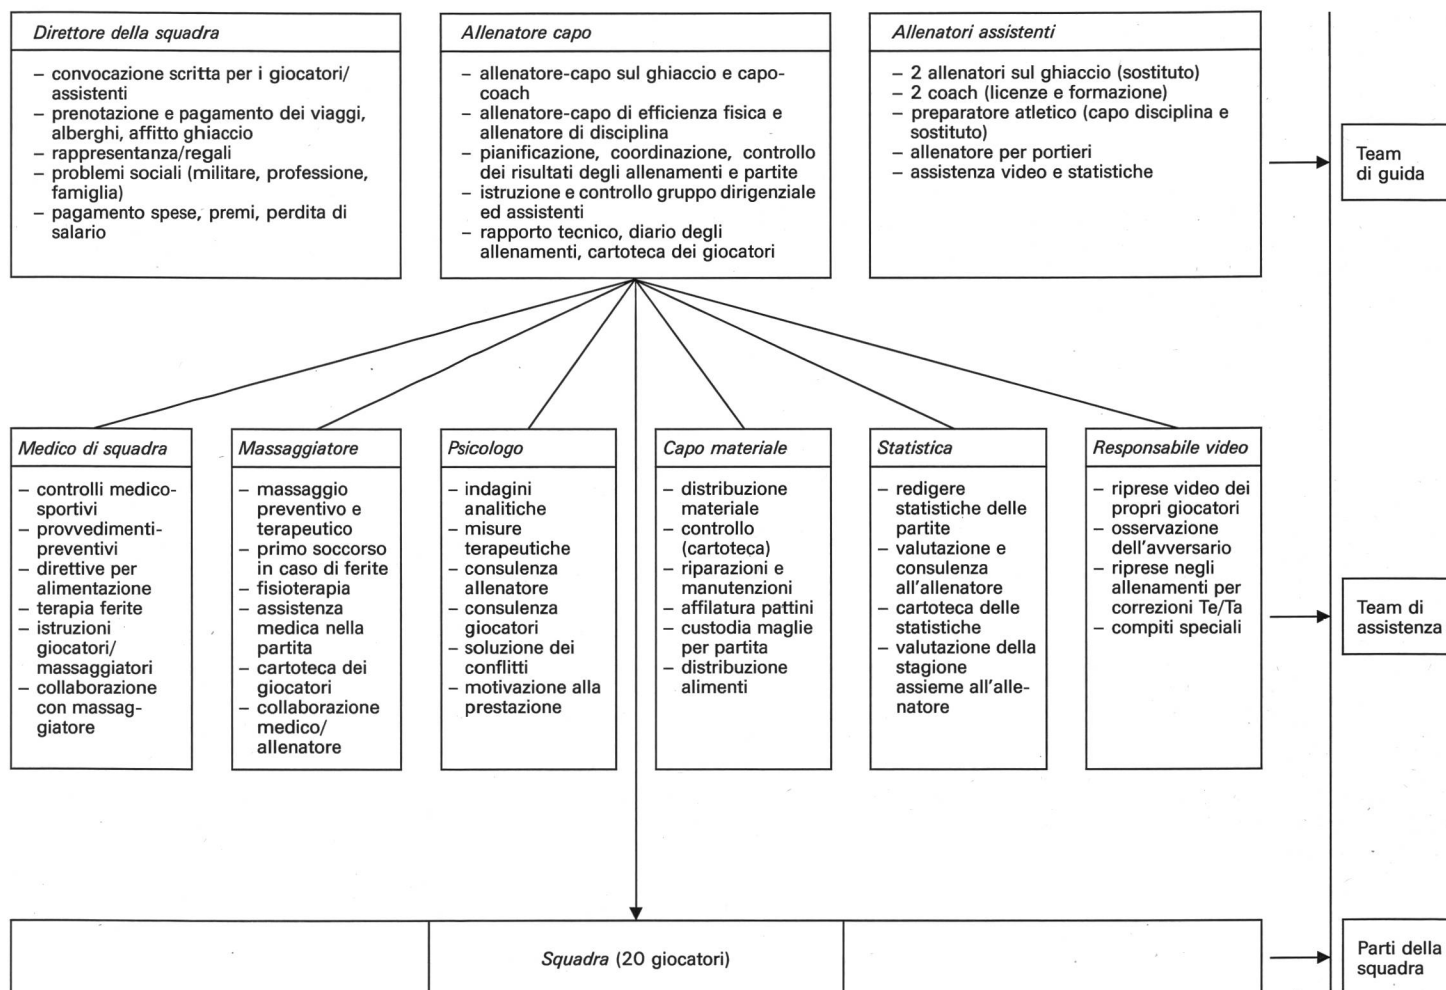 Direttore della squadra
– convocazione scritta per i giocatori/
assistenti
– prenotazione e pagamento dei viaggi,
alberghi, affitto ghiaccio
– rappresentanza/regali
– problemi sociali (militare, professione,
famiglia)
– pagamento spese, premi, perdita di
salario
Allenatore capo
– allenatore-capo sul ghiaccio e capo-
coach
– allenatore-capo di efficienza fisica e
allenatore di disciplina
– pianificazione, coordinazione, controllo
dei risultati degli allenamenti e partite
– istruzione e controllo gruppo dirigenziale
ed assistenti
– rapporto tecnico, diario degli
allenamenti, cartoteca dei giocatori
Allenatori assistenti
– 2 allenatori sul ghiaccio (sostituto)
– 2 coach (licenze e formazione)
– preparatore atletico (capo disciplina e
sostituto)
– allenatore per portieri
– assistenza video e statistiche
Team
di guida
Medico di squadra
– controlli medico-
sportivi
– provvedimenti-
preventivi
– direttive per
alimentazione
– terapia ferite
– istruzioni
giocatori/
massaggiatori
– collaborazione
con massag-
giatore
Massaggiatore
– massaggio
preventivo e
terapeutico
– primo soccorso
in caso di ferite
– fisioterapia
– assistenza
medica nella
partita
– cartoteca dei
giocatori
– collaborazione
medico/
allenatore
Psicologo
– indagini
analitiche
– misure
terapeutiche
– consulenza
allenatore
– consulenza
giocatori
– soluzione dei
conflitti
– motivazione alla
prestazione
Capo materiale
– distribuzione
materiale
– controllo
(cartoteca)
– riparazioni e
manutenzioni
– affilatura pattini
– custodia maglie
per partita
– distribuzione
alimenti
Statistica
– redigere
statistiche delle
partite
– valutazione e
consulenza
all'allenatore
– cartoteca delle
statistiche
– valutazione della
stagione
assieme all'alle-
natore
Responsabile video
– riprese video dei
propri giocatori
– osservazione
dell'avversario
– riprese negli
allenamenti per
correzioni Te/Ta
– compiti speciali
Team di
assistenza
Squadra (20 giocatori)
Parti della
squadra